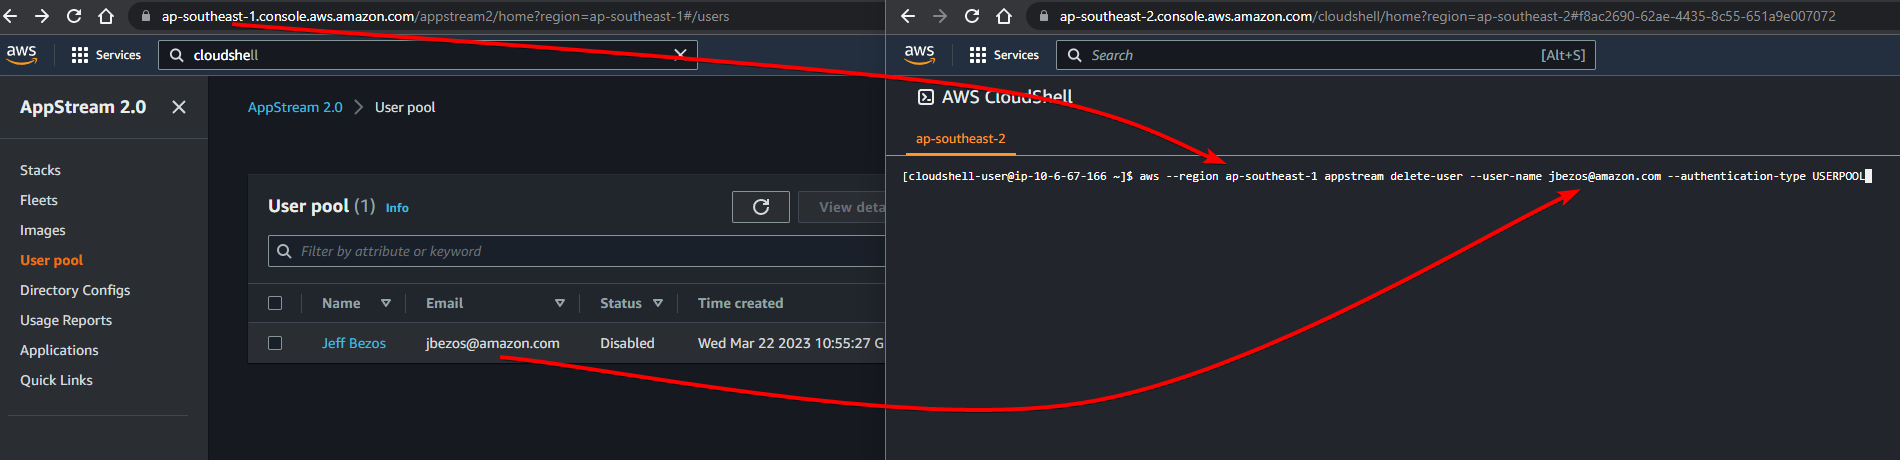 ap-southeast-1.console.aws.amazon.com/appstream2/home?region=ap-southeast-1#/users
aws
Services
cloudshell
AppStream 2.0
Stacks
Fleets
Images
User pool
Directory Configs
Usage Reports
Applications
Quick Links
AppStream 2.0 > User pool
User pool (1) Info
View deta
Filter by attribute or keyword
Name Email Status Time created
Jeff Bezos jbezos@amazon.com Disabled Wed Mar 22 2023 10:55:27 G
ap-southeast-2.console.aws.amazon.com/cloudshell/home?region=ap-southeast-2#f8ac2690-62ae-4435-8c55-651a9e007072
aws
Services
Search [Alt+S]
AWS CloudShell
ap-southeast-2
[cloudshell-user@ip-10-6-67-166 ~]$ aws --region ap-southeast-1 appstream delete-user --user-name jbezos@amazon.com --authentication-type USERPOOL